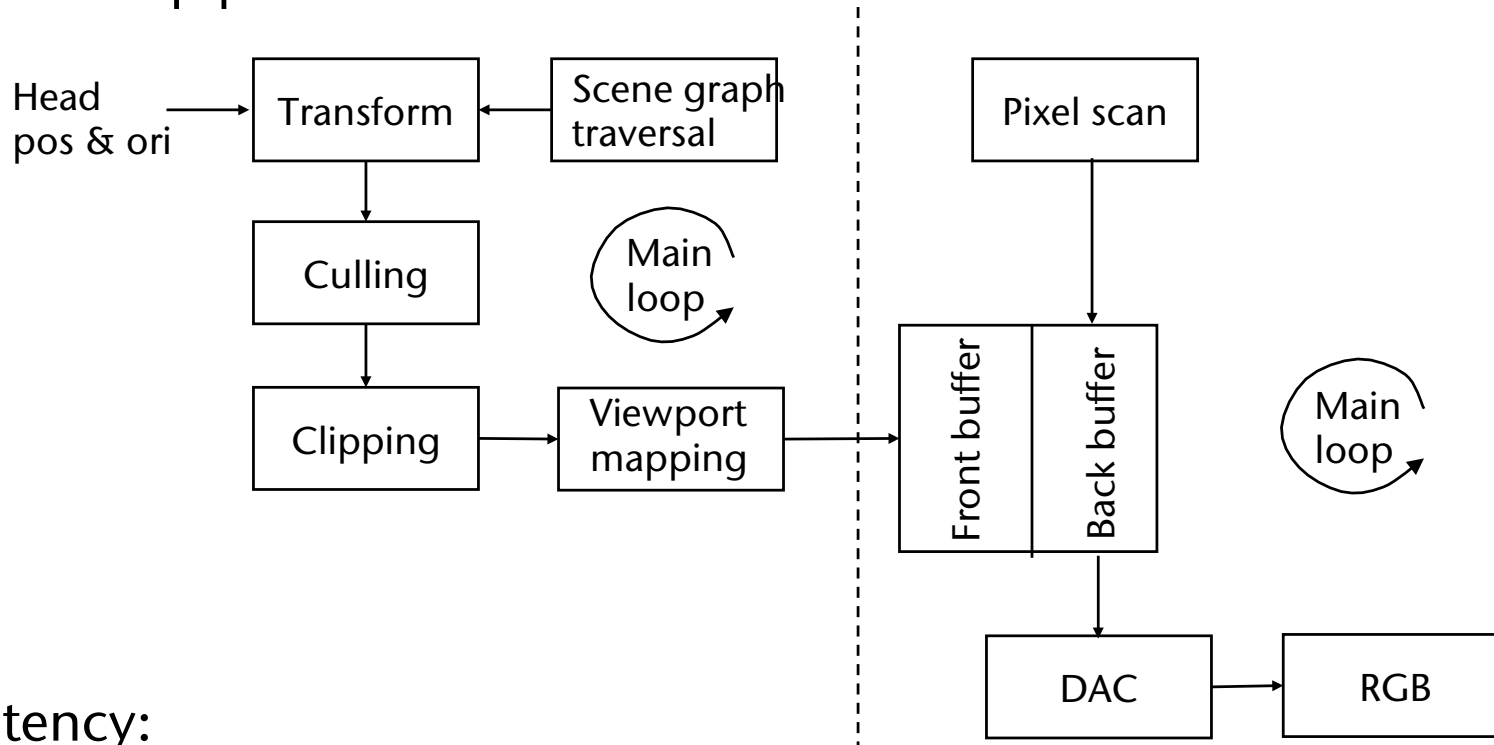 Head
pos & ori
Transform
Scene graph
traversal
Pixel scan
Culling
Main
loop
Clipping
Viewport
mapping
Front buffer
Back buffer
Main
loop
DAC
RGB
tency: